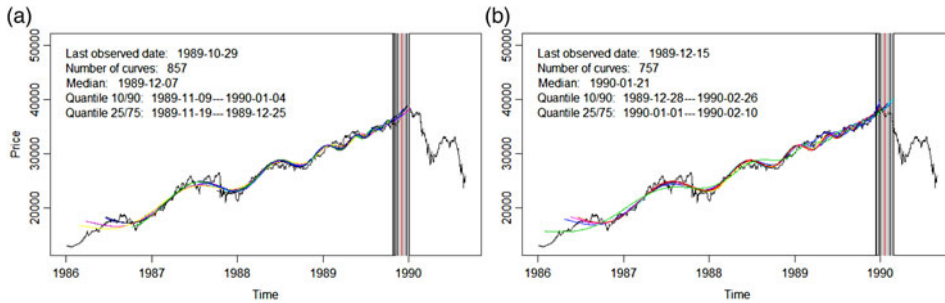 (a)
Last observed date: 1989-10-29
Number of curves: 857
Median: 1989-12-07
Quantile 10/90: 1989-11-09---1990-01-04
Quantile 25/75: 1989-11-19---1989-12-25
Price
50000
40000
30000
20000
1986 1987 1988 1989 1990
Time
(b)
Last observed date: 1989-12-15
Number of curves: 757
Median: 1990-01-21
Quantile 10/90: 1989-12-28---1990-02-26
Quantile 25/75: 1990-01-01---1990-02-10
50000
40000
30000
20000
1986 1987 1988 1989 1990
Time